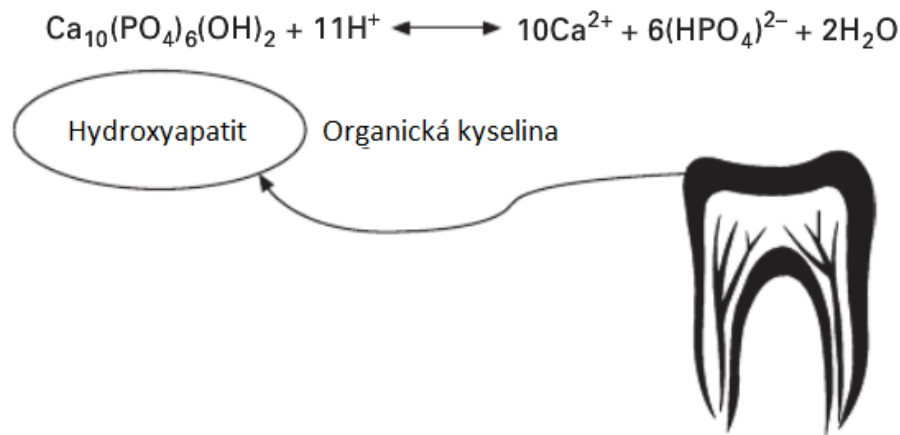 Ca₁₀(PO₄)₆(OH)₂ + 11H⁺ ⟷ 10Ca²⁺ + 6(HPO₄)²⁻ + 2H₂O
Hydroxyapatit Organická kyselina